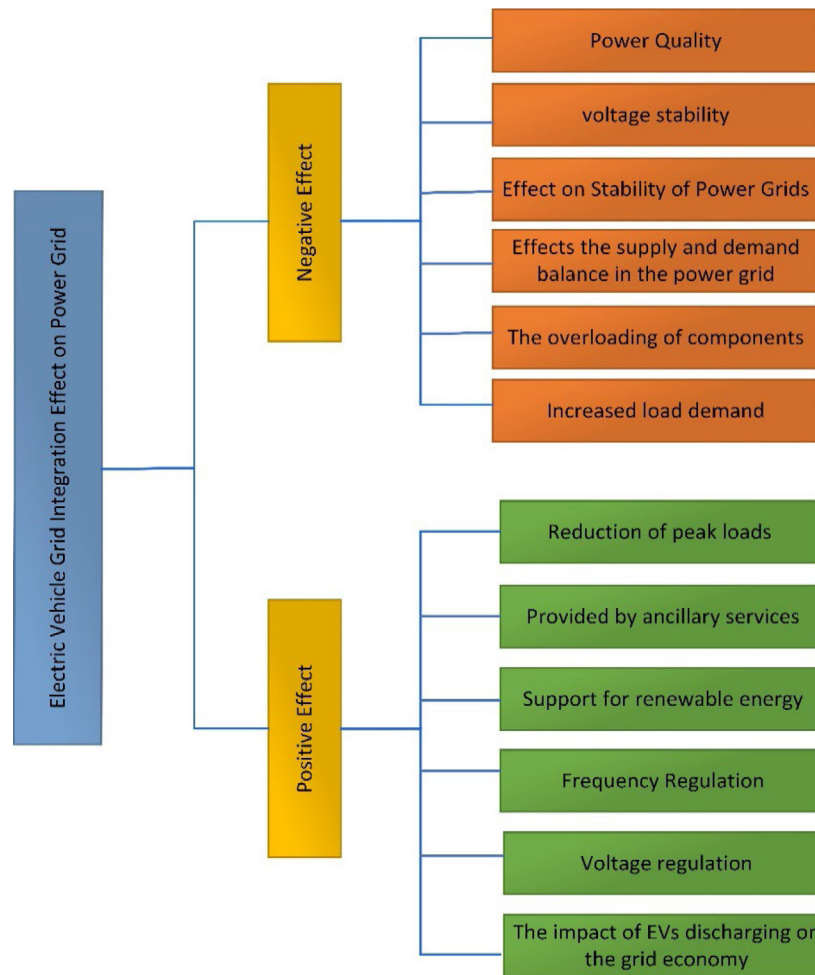 Electric Vehicle Grid Integration Effect on Power Grid
Negative Effect
Power Quality
voltage stability
Effect on Stability of Power Grids
Effects the supply and demand
balance in the power grid
The overloading of components
Increased load demand
Positive Effect
Reduction of peak loads
Provided by ancillary services
Support for renewable energy
Frequency Regulation
Voltage regulation
The impact of EVs discharging on
the grid economy